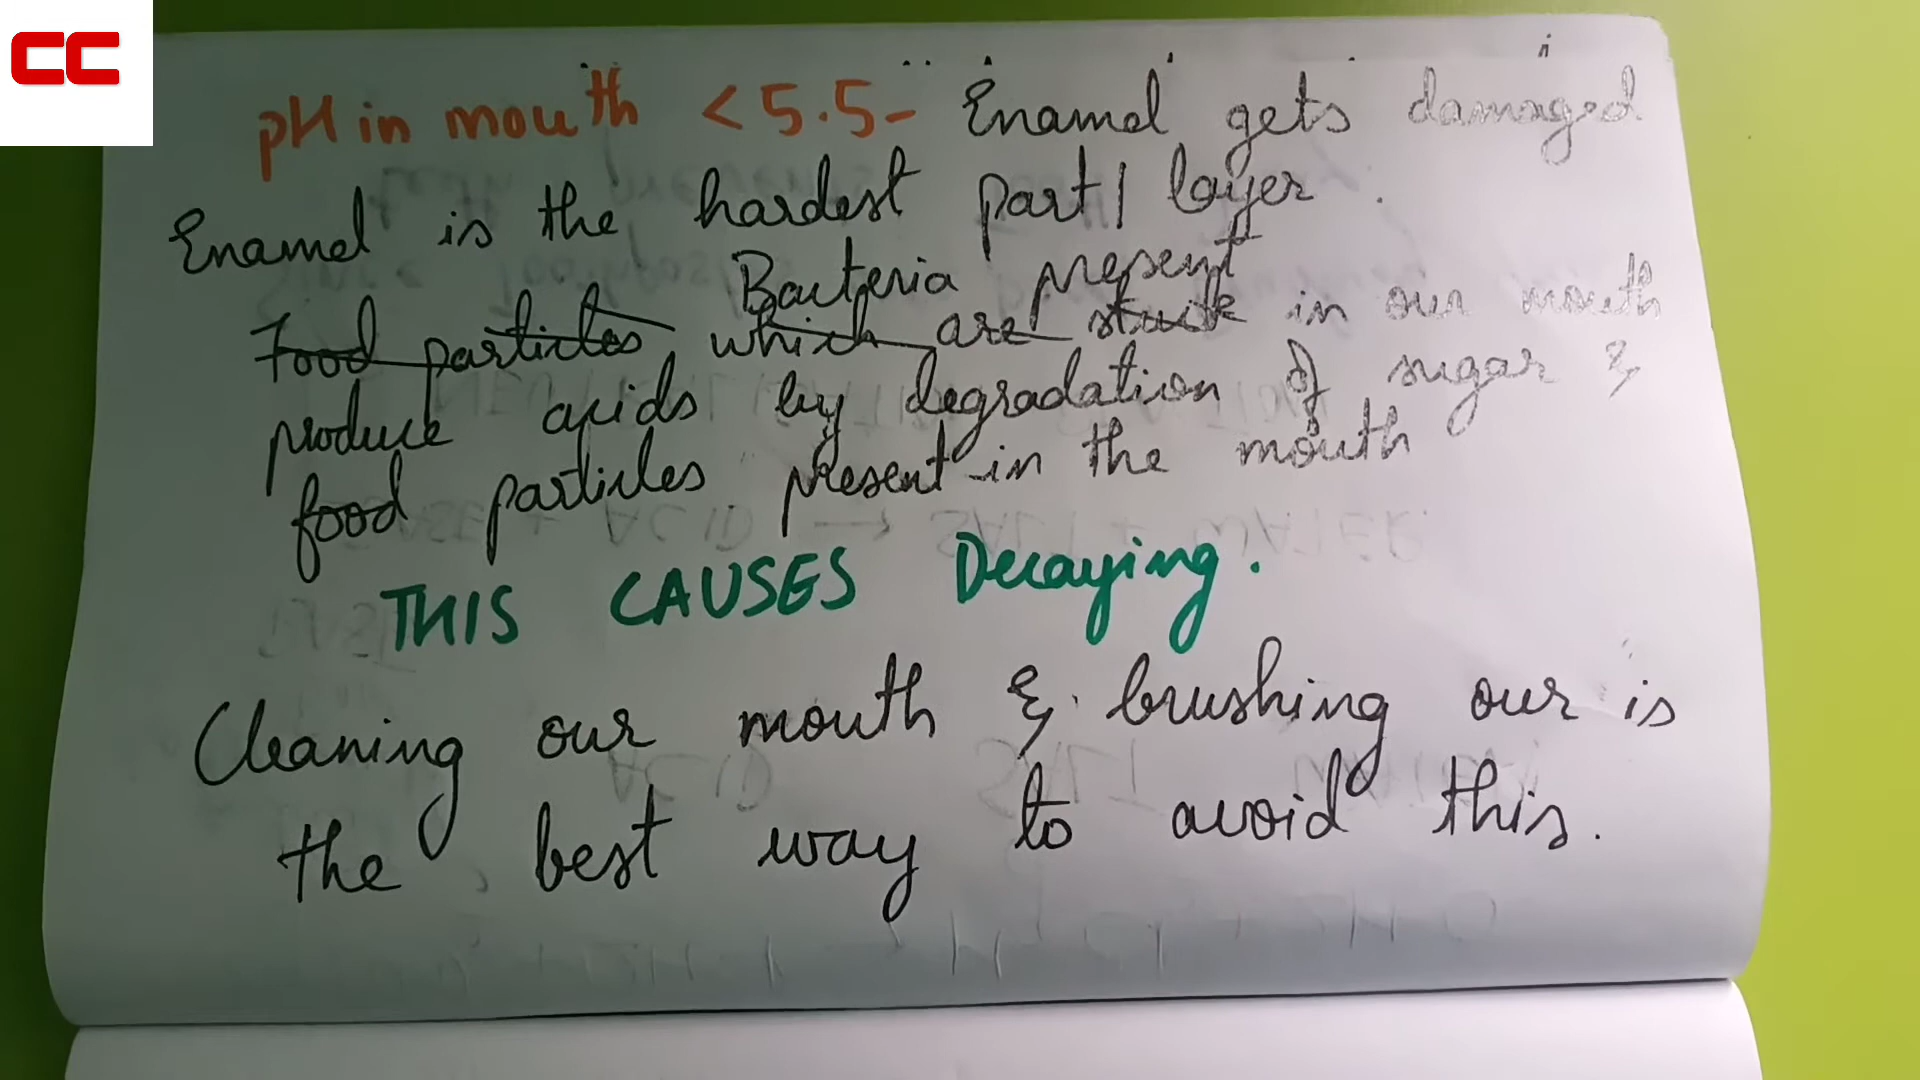 CC
pH in mouth < 5.5- Enamel gets damaged
Enamel is the hardest part/ layer.
Bacteria present
Food particles which are stuck in our mouth
produce acids by degradation of sugar &
food particles present in the mouth
THIS CAUSES Decaying.
Cleaning our mouth & brushing our is
the best way to avoid this.